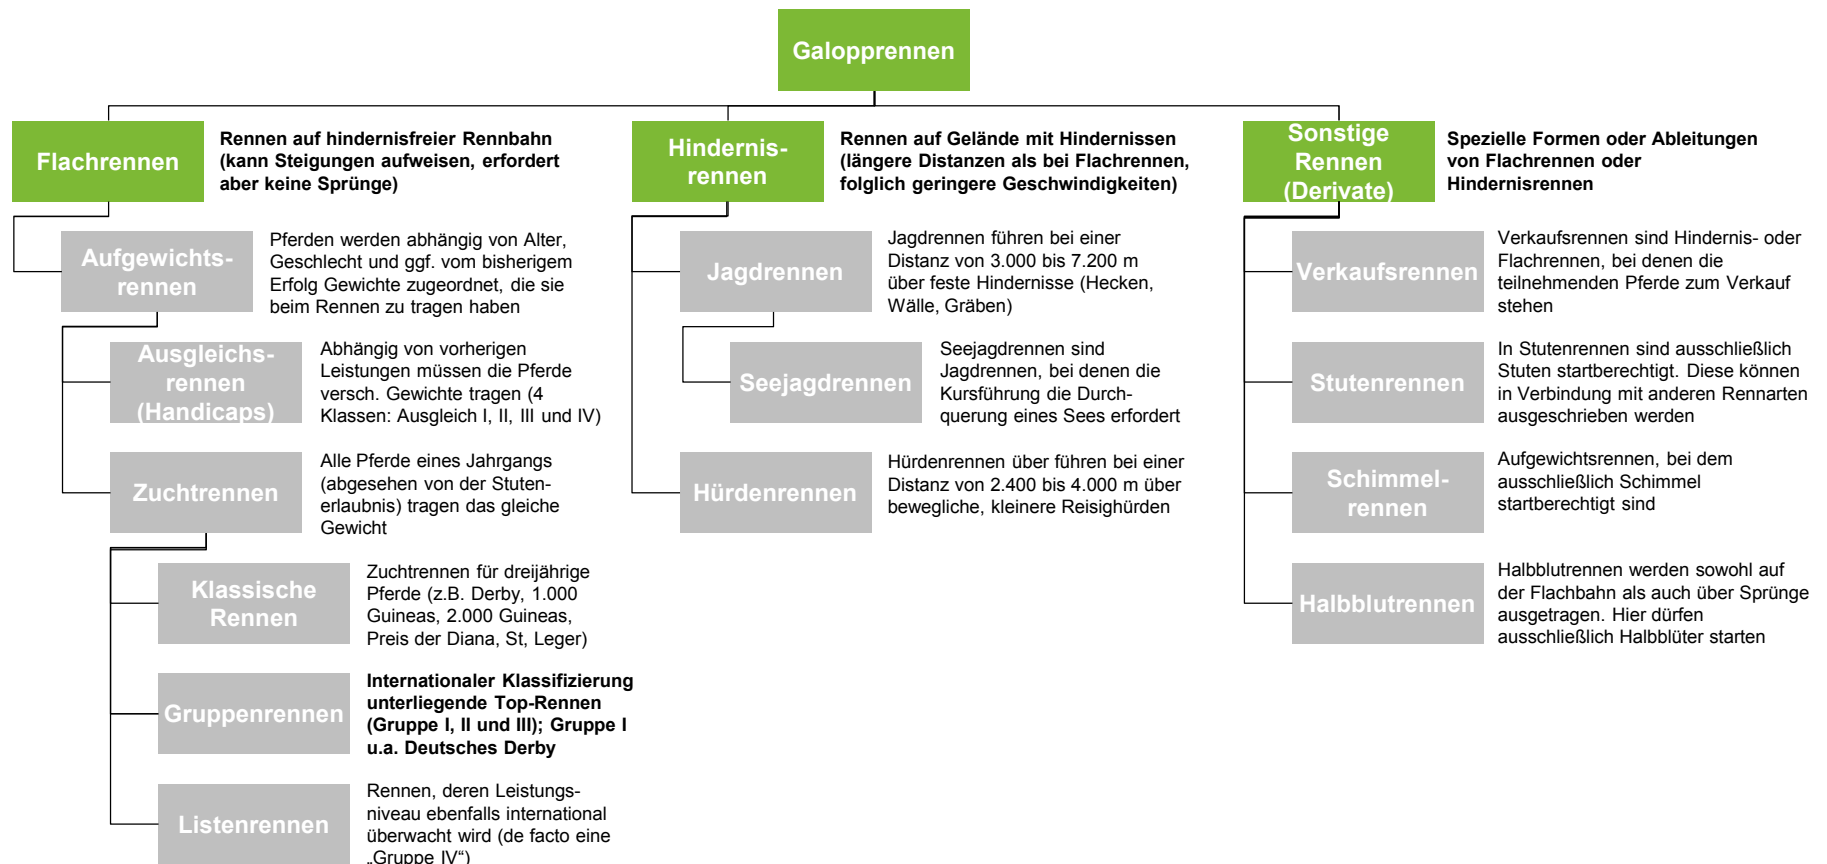 Galopprennen
Flachrennen
Rennen auf hindernisfreier Rennbahn
(kann Steigungen aufweisen, erfordert
aber keine Sprünge)
Aufgewichts-
rennen
Pferden werden abhängig von Alter,
Geschlecht und ggf. vom bisherigem
Erfolg Gewichte zugeordnet, die sie
beim Rennen zu tragen haben
Ausgleichs-
rennen
(Handicaps)
Abhängig von vorherigen
Leistungen müssen die Pferde
versch. Gewichte tragen (4
Klassen: Ausgleich I, II, III und IV)
Zuchtrennen
Alle Pferde eines Jahrgangs
(abgesehen von der Stuten-
erlaubnis) tragen das gleiche
Gewicht
Klassische
Rennen
Zuchtrennen für dreijährige
Pferde (z.B. Derby, 1.000
Guineas, 2.000 Guineas,
Preis der Diana, St, Leger)
Gruppenrennen
Internationaler Klassifizierung
unterliegende Top-Rennen
(Gruppe I, II und III); Gruppe I
u.a. Deutsches Derby
Listenrennen
Rennen, deren Leistungs-
niveau ebenfalls international
überwacht wird (de facto eine
„Gruppe IV“)
Hindernis-
rennen
Rennen auf Gelände mit Hindernissen
(längere Distanzen als bei Flachrennen,
folglich geringere Geschwindigkeiten)
Jagdrennen
Jagdrennen führen bei einer
Distanz von 3.000 bis 7.200 m
über feste Hindernisse (Hecken,
Wälle, Gräben)
Seejagdrennen
Seejagdrennen sind
Jagdrennen, bei denen die
Kursführung die Durch-
querung eines Sees erfordert
Hürdenrennen
Hürdenrennen über führen bei einer
Distanz von 2.400 bis 4.000 m über
bewegliche, kleinere Reisighürden
Sonstige
Rennen
(Derivate)
Spezielle Formen oder Ableitungen
von Flachrennen oder
Hindernisrennen
Verkaufsrennen
Verkaufsrennen sind Hindernis- oder
Flachrennen, bei denen die
teilnehmenden Pferde zum Verkauf
stehen
Stutenrennen
In Stutenrennen sind ausschließlich
Stuten startberechtigt. Diese können
in Verbindung mit anderen Rennarten
ausgeschrieben werden
Schimmel-
rennen
Aufgewichtsrennen, bei dem
ausschließlich Schimmel
startberechtigt sind
Halbblutrennen
Halbblutrennen werden sowohl auf
der Flachbahn als auch über Sprünge
ausgetragen. Hier dürfen
ausschließlich Halbblüter starten